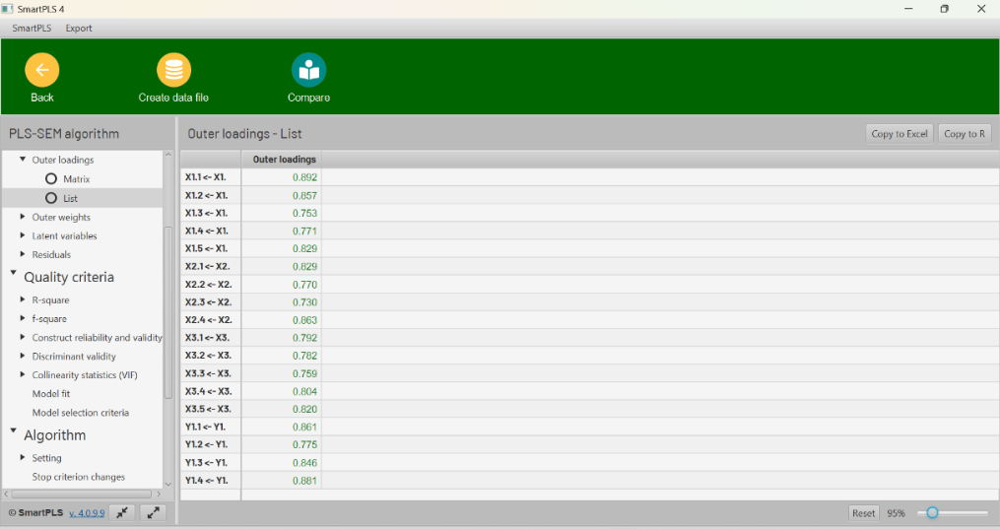 SmartPLS 4
SmartPLS Export
Back Create data file Compare
PLS-SEM algorithm
Outer loadings
Matrix
List
Outer weights
Latent variables
Residuals
Quality criteria
R-square
f-square
Construct reliability and validity
Discriminant validity
Collinearity statistics (VIF)
Model fit
Model selection criteria
Algorithm
Setting
Stop criterion changes
© SmartPLS v. 4.0.9.9
Outer loadings - List Copy to Excel Copy to R
Outer loadings
X1.1 <- X1. 0.892
X1.2 <- X1. 0.857
X1.3 <- X1. 0.753
X1.4 <- X1. 0.771
X1.5 <- X1. 0.829
X2.1 <- X2. 0.829
X2.2 <- X2. 0.770
X2.3 <- X2. 0.730
X2.4 <- X2. 0.863
X3.1 <- X3. 0.792
X3.2 <- X3. 0.782
X3.3 <- X3. 0.759
X3.4 <- X3. 0.804
X3.5 <- X3. 0.820
Y1.1 <- Y1. 0.861
Y1.2 <- Y1. 0.775
Y1.3 <- Y1. 0.846
Y1.4 <- Y1. 0.881
Reset 95%